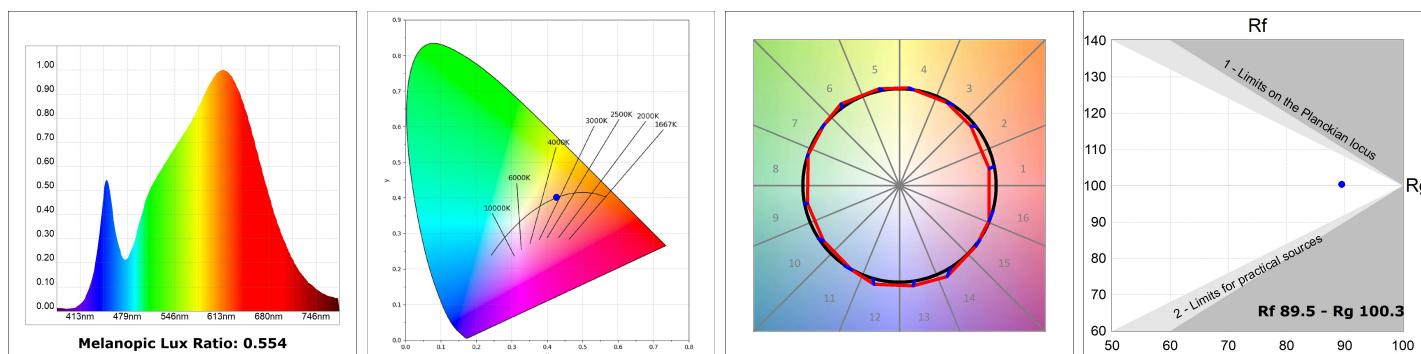 1.00
0.90
0.80
0.70
0.60
0.50
0.40
0.30
0.20
0.10
0.00
413nm 479nm 546nm 613nm 680nm 746nm
Melanopic Lux Ratio: 0.554
0.9
0.8
0.7
0.6
0.5
0.4
0.3
0.2
0.1
0.0
y
0.0 0.1 0.2 0.3 0.4 0.5 0.6 0.7 0.8
10000K
6000K
4000K
3000K
2500K
2000K
1667K
1
2
3
4
5
6
7
8
9
10
11
12
13
14
15
16
Rf
140
130
120
110
100
90
80
70
60
50 60 70 80 90 100
Rg
1 - Limits on the Planckian locus
2 - Limits for practical sources
Rf 89.5 - Rg 100.3